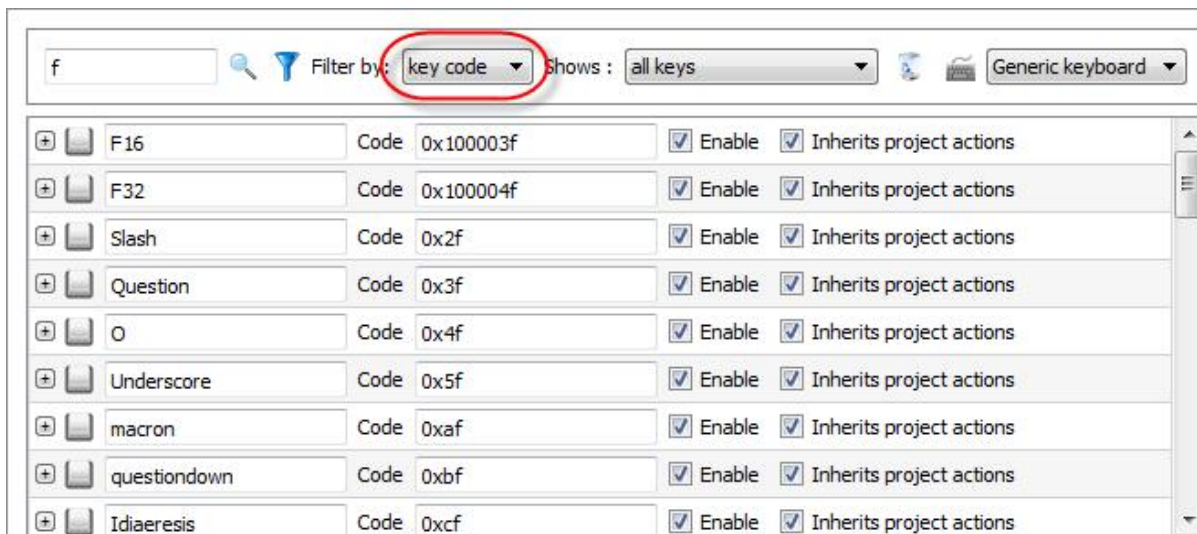 f Filter by: key code Shows : all keys Generic keyboard
F16 Code 0x100003f Enable Inherits project actions
F32 Code 0x100004f Enable Inherits project actions
Slash Code 0x2f Enable Inherits project actions
Question Code 0x3f Enable Inherits project actions
O Code 0x4f Enable Inherits project actions
Underscore Code 0x5f Enable Inherits project actions
macron Code 0xaf Enable Inherits project actions
questiondown Code 0xbf Enable Inherits project actions
Idiaeresis Code 0xcf Enable Inherits project actions